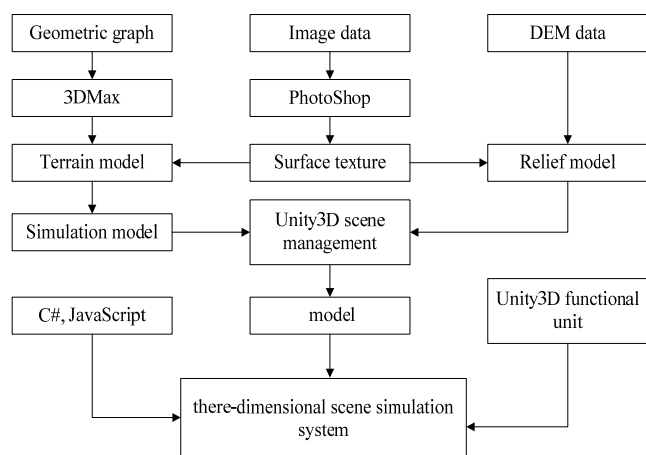 Geometric graph
Image data
DEM data
3DMax
PhotoShop
Terrain model
Surface texture
Relief model
Simulation model
Unity3D scene
management
C#, JavaScript
model
Unity3D functional
unit
there-dimensional scene simulation
system